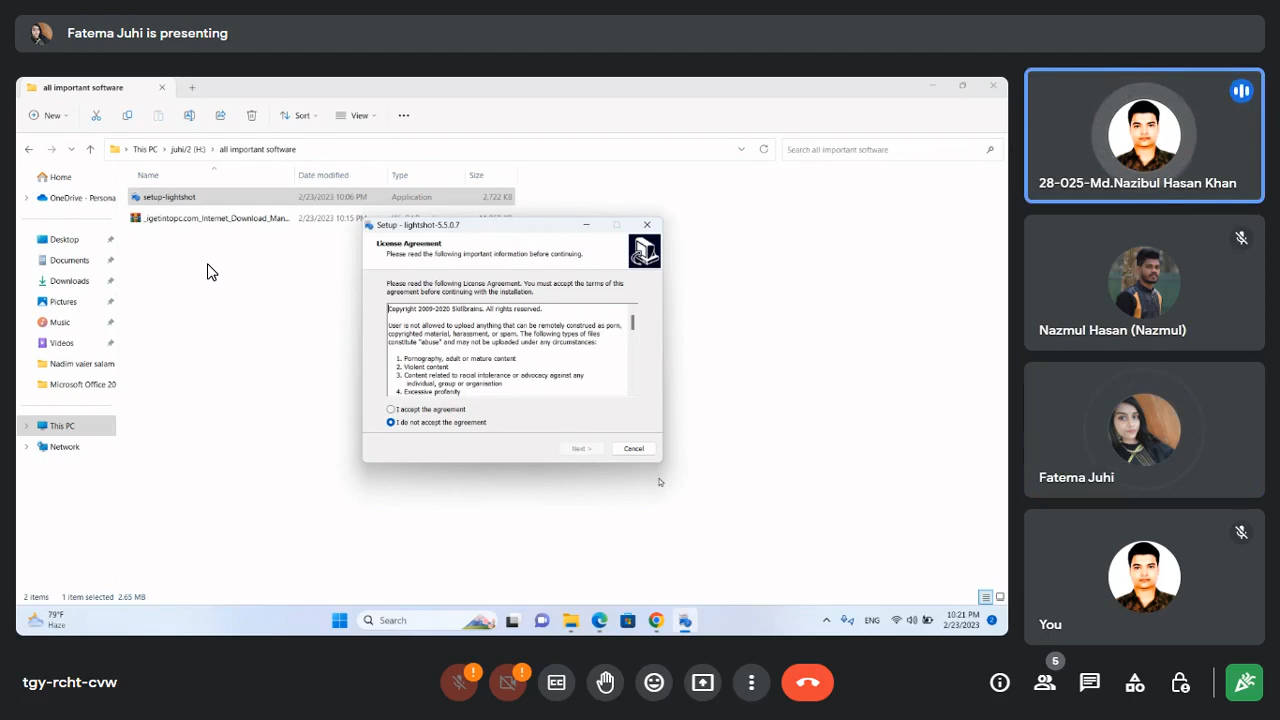 Fatema Juhi is presenting
all important software
New
Sort
View
This PC > juhi/2 (H:) > all important software
Search all important software
Name Date modified Type Size
Home
OneDrive - Persona
Desktop
Documents
Downloads
Pictures
Music
Videos
Nadim vaier salam
Microsoft Office 20
This PC
Network
setup-lightshot 2/23/2023 10:06 PM Application 2,722 KB
_igetintopc.com_Internet_Download_Man... 2/23/2023 10:15 PM
Setup - lightshot-5.5.0.7
License Agreement
Please read the following important information before continuing.
Please read the following License Agreement. You must accept the terms of this
agreement before continuing with the installation.
Copyright 2009-2020 Skillbrains. All rights reserved.
User is not allowed to upload anything that can be remotely construed as porn,
copyrighted material, harassment, or spam. The following types of files
constitute "abuse" and may not be uploaded under any circumstances:
1. Pornography, adult or mature content
2. Violent content
3. Content related to racial intolerance or advocacy against any
individual, group or organisation
4. Excessive profanity
I accept the agreement
I do not accept the agreement
Next >
Cancel
2 items 1 item selected 2.65 MB
79°F
Haze
Search
ENG
10:21 PM
2/23/2023
2
28-025-Md.Nazibul Hasan Khan
Nazmul Hasan (Nazmul)
Fatema Juhi
You
tgy-rcht-cvw
5